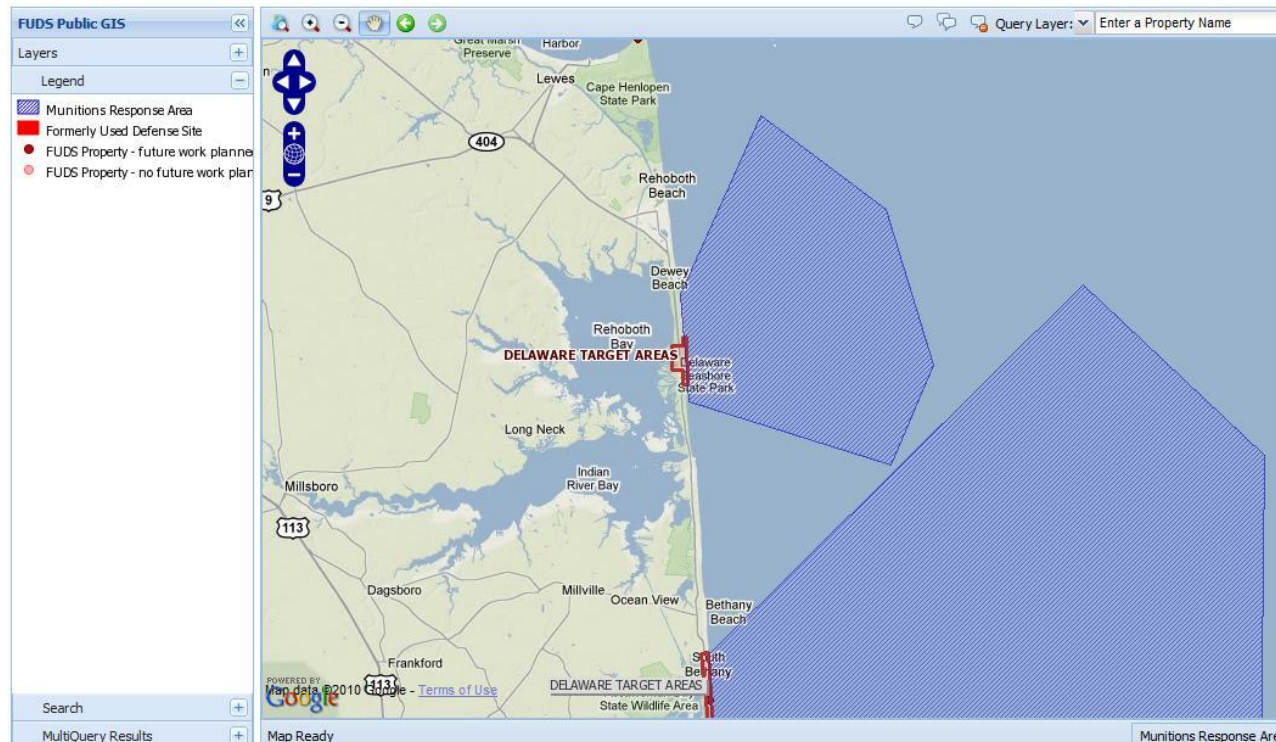 FUDS Public GIS
Layers
Legend
Munitions Response Area
Formerly Used Defense Site
FUDS Property - future work planne
FUDS Property - no future work plan
Search
MultiQuery Results
Query Layer:
Enter a Property Name
Great Marsh
Preserve
Harbor
Lewes
Cape Henlopen
State Park
404
9
Rehoboth
Beach
Dewey
Beach
Rehoboth
Bay
DELAWARE TARGET AREAS
Delaware
Seashore
State Park
Long Neck
Indian
River Bay
Millsboro
113
Dagsboro
Millville
Ocean View
Bethany
Beach
Frankford
South
Bethany
113
DELAWARE TARGET AREAS
State Wildlife Area
POWERED BY
Google
Map data ©2010 Google - Terms of Use
Map Ready
Munitions Response Are